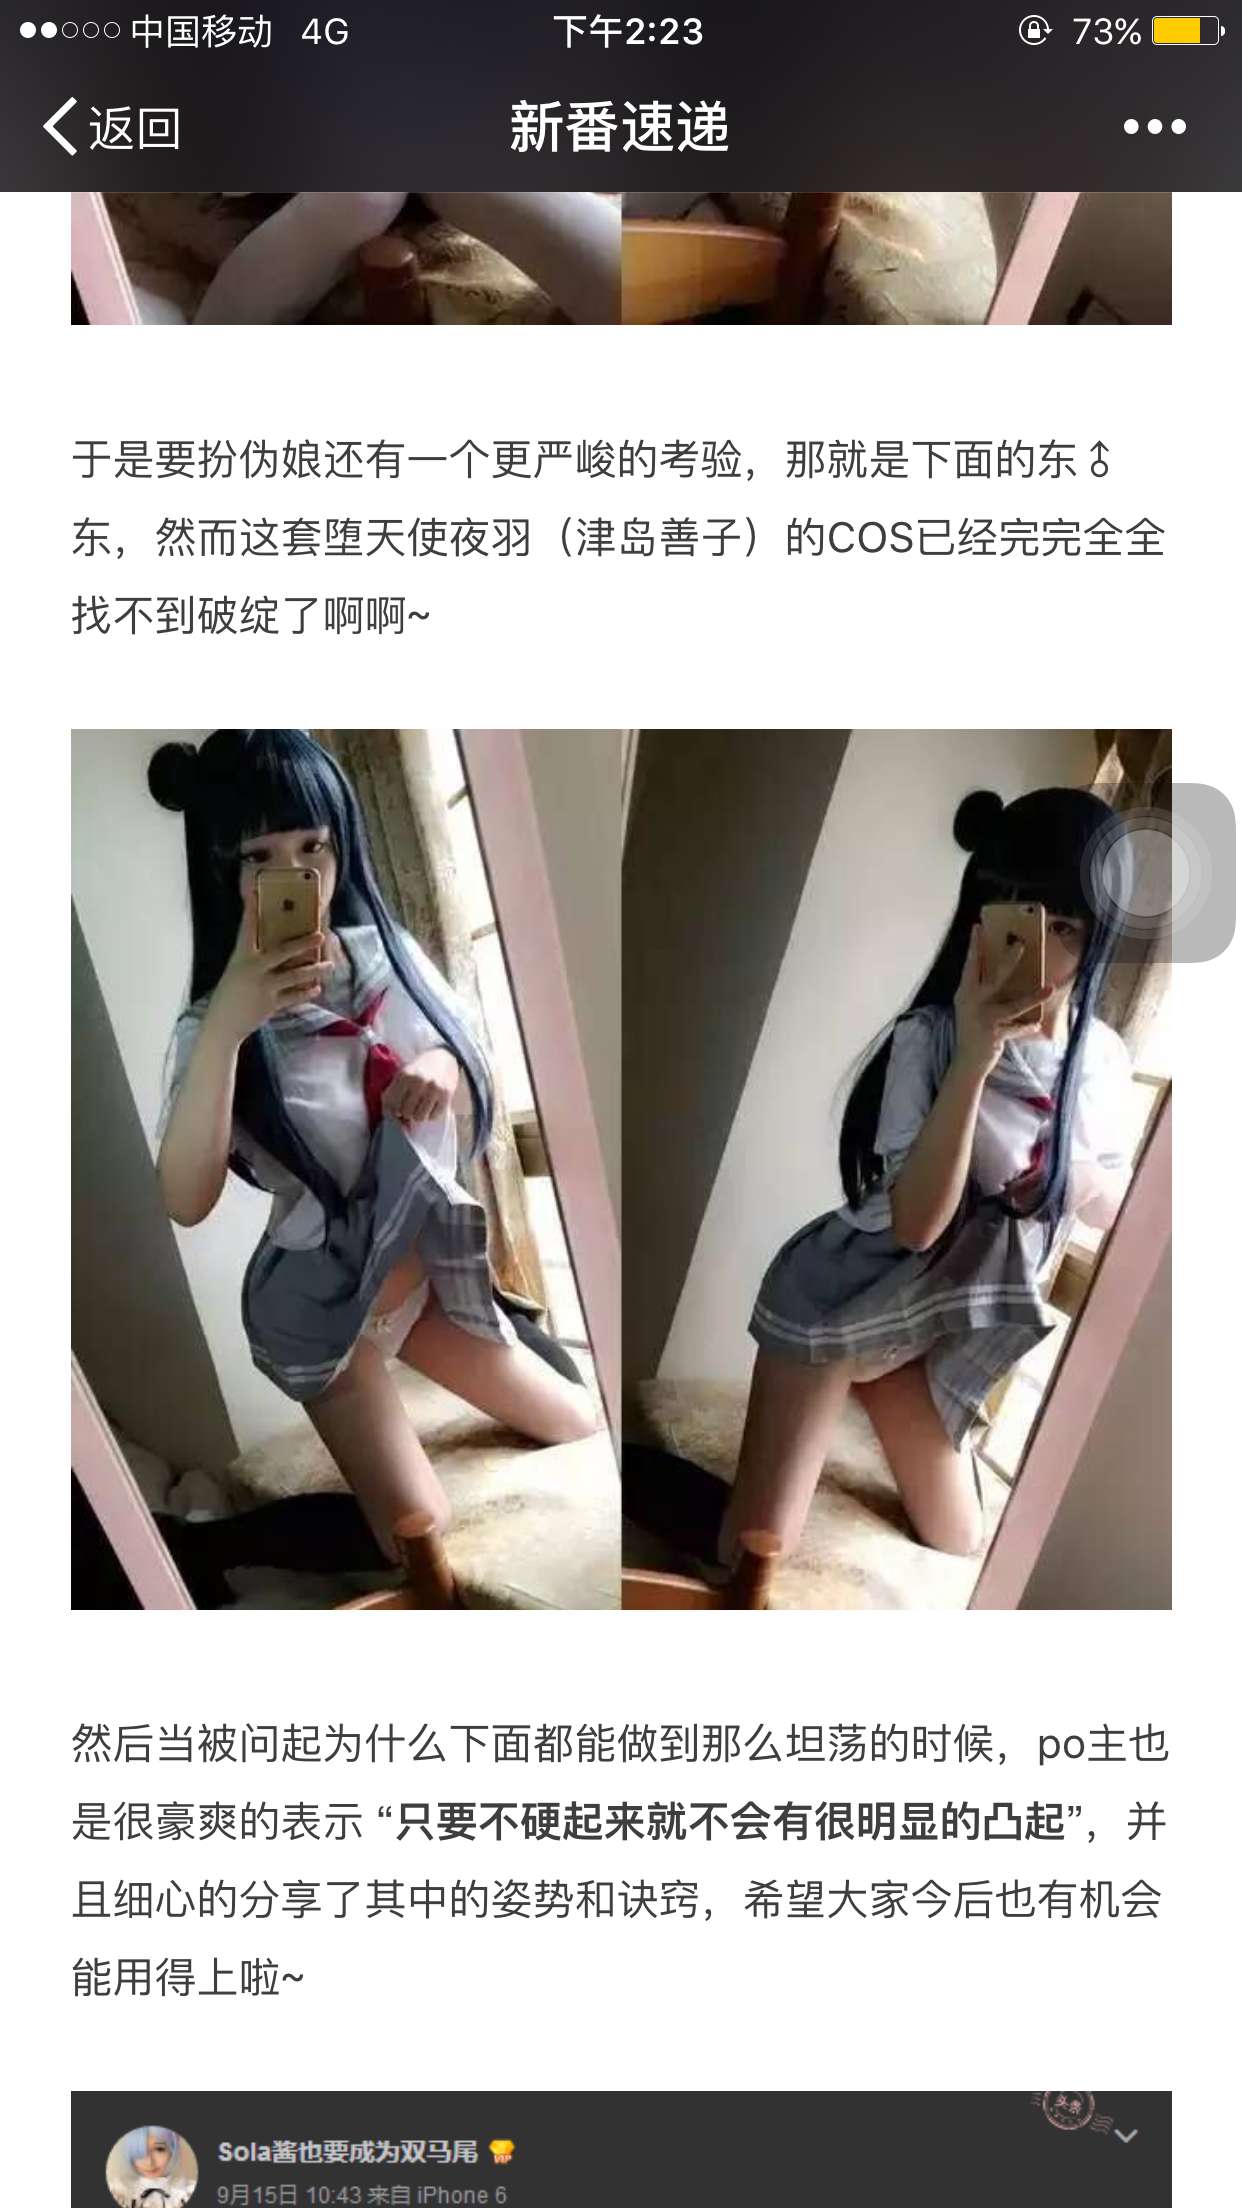 中国移动 4G 下午2:23 73%
返回 新番速递
于是要扮伪娘还有一个更严峻的考验，那就是下面的东⚦
东，然而这套堕天使夜羽（津岛善子）的COS已经完完全全
找不到破绽了啊啊~
然后当被问起为什么下面都能做到那么坦荡的时候，po主也
是很豪爽的表示 “只要不硬起来就不会有很明显的凸起”，并
且细心的分享了其中的姿势和诀窍，希望大家今后也有机会
能用得上啦~
头条
Sola酱也要成为双马尾 VIP
9月15日 10:43 来自 iPhone 6